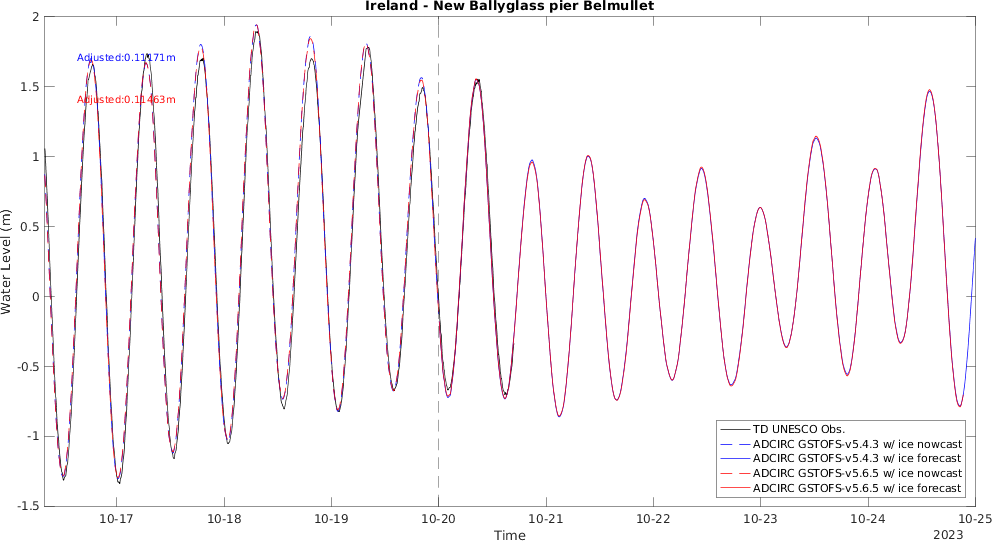 Ireland - New Ballyglass pier Belmullet
Adjusted:0.11171m
Adjusted:0.11463m
Water Level (m)
2
1.5
1
0.5
0
-0.5
-1
-1.5
10-17 10-18 10-19 10-20 10-21 10-22 10-23 10-24 10-25
Time
2023
TD UNESCO Obs.
ADCIRC GSTOFS-v5.4.3 w/ ice nowcast
ADCIRC GSTOFS-v5.4.3 w/ ice forecast
ADCIRC GSTOFS-v5.6.5 w/ ice nowcast
ADCIRC GSTOFS-v5.6.5 w/ ice forecast